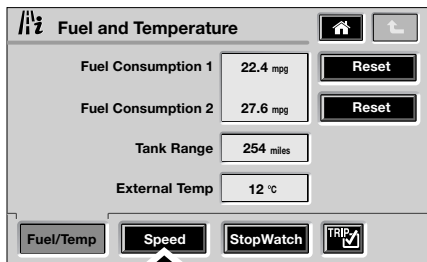 Fuel and Temperature
Fuel Consumption 1 22.4 mpg Reset
Fuel Consumption 2 27.6 mpg Reset
Tank Range 254 miles
External Temp 12 °C
Fuel/Temp Speed StopWatch TRIP